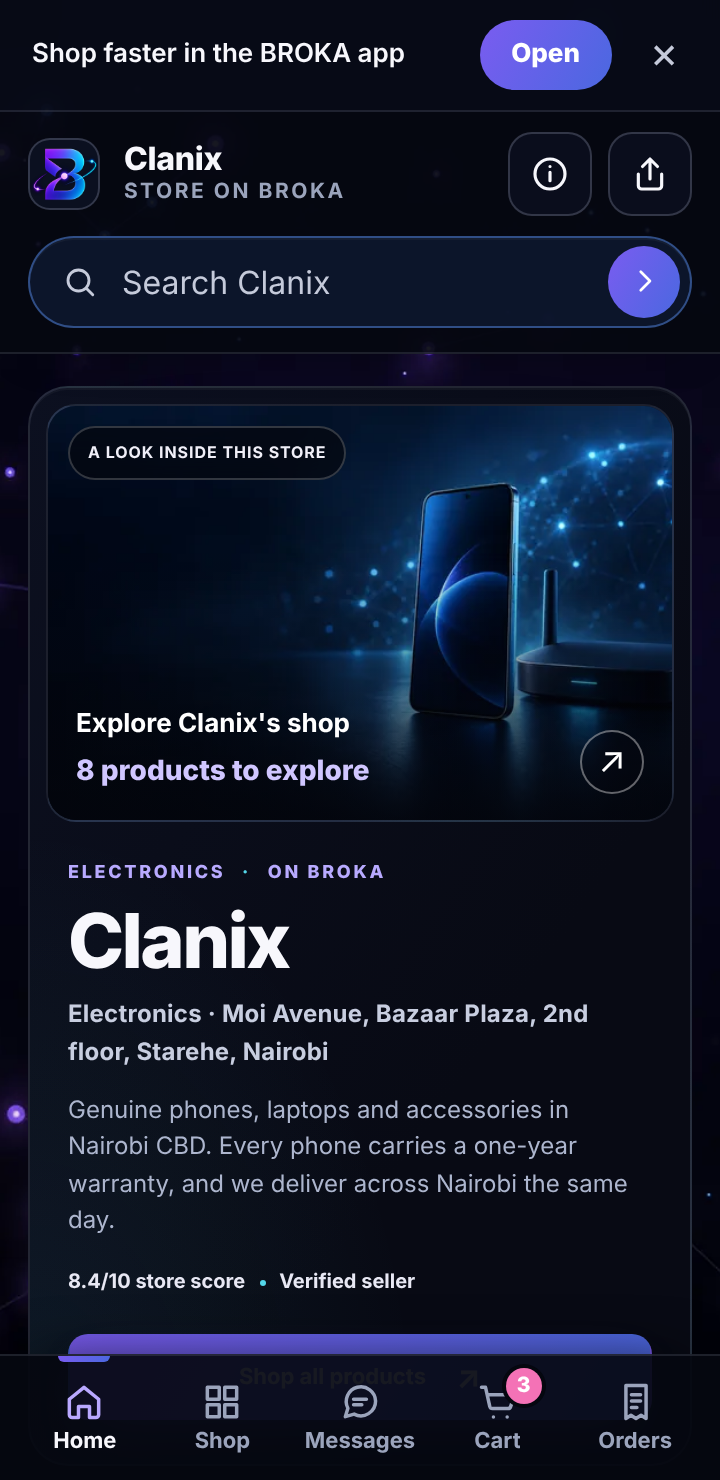 Shop faster in the BROKA app
Open
Clanix
STORE ON BROKA
Search Clanix
A LOOK INSIDE THIS STORE
Explore Clanix's shop
8 products to explore
ELECTRONICS · ON BROKA
Clanix
Electronics · Moi Avenue, Bazaar Plaza, 2nd
floor, Starehe, Nairobi
Genuine phones, laptops and accessories in
Nairobi CBD. Every phone carries a one-year
warranty, and we deliver across Nairobi the same
day.
8.4/10 store score • Verified seller
Shop all products
3
Home
Shop
Messages
Cart
Orders